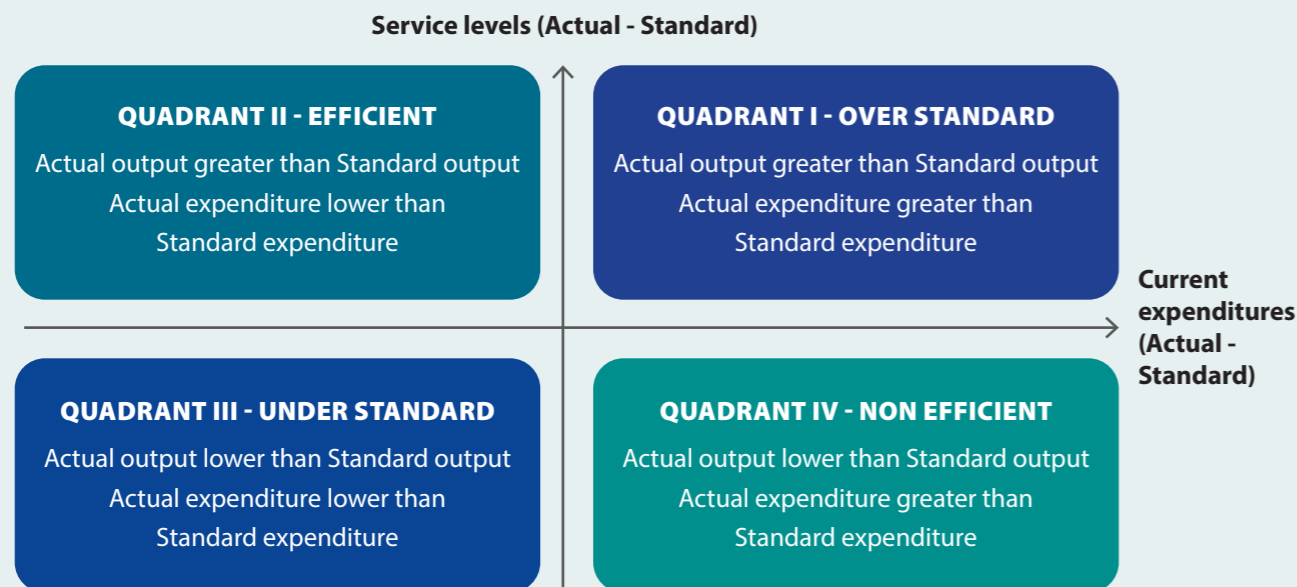 Service levels (Actual - Standard)
QUADRANT II - EFFICIENT
Actual output greater than Standard output
Actual expenditure lower than
Standard expenditure
QUADRANT I - OVER STANDARD
Actual output greater than Standard output
Actual expenditure greater than
Standard expenditure
Current
expenditures
(Actual -
Standard)
QUADRANT III - UNDER STANDARD
Actual output lower than Standard output
Actual expenditure lower than
Standard expenditure
QUADRANT IV - NON EFFICIENT
Actual output lower than Standard output
Actual expenditure greater than
Standard expenditure